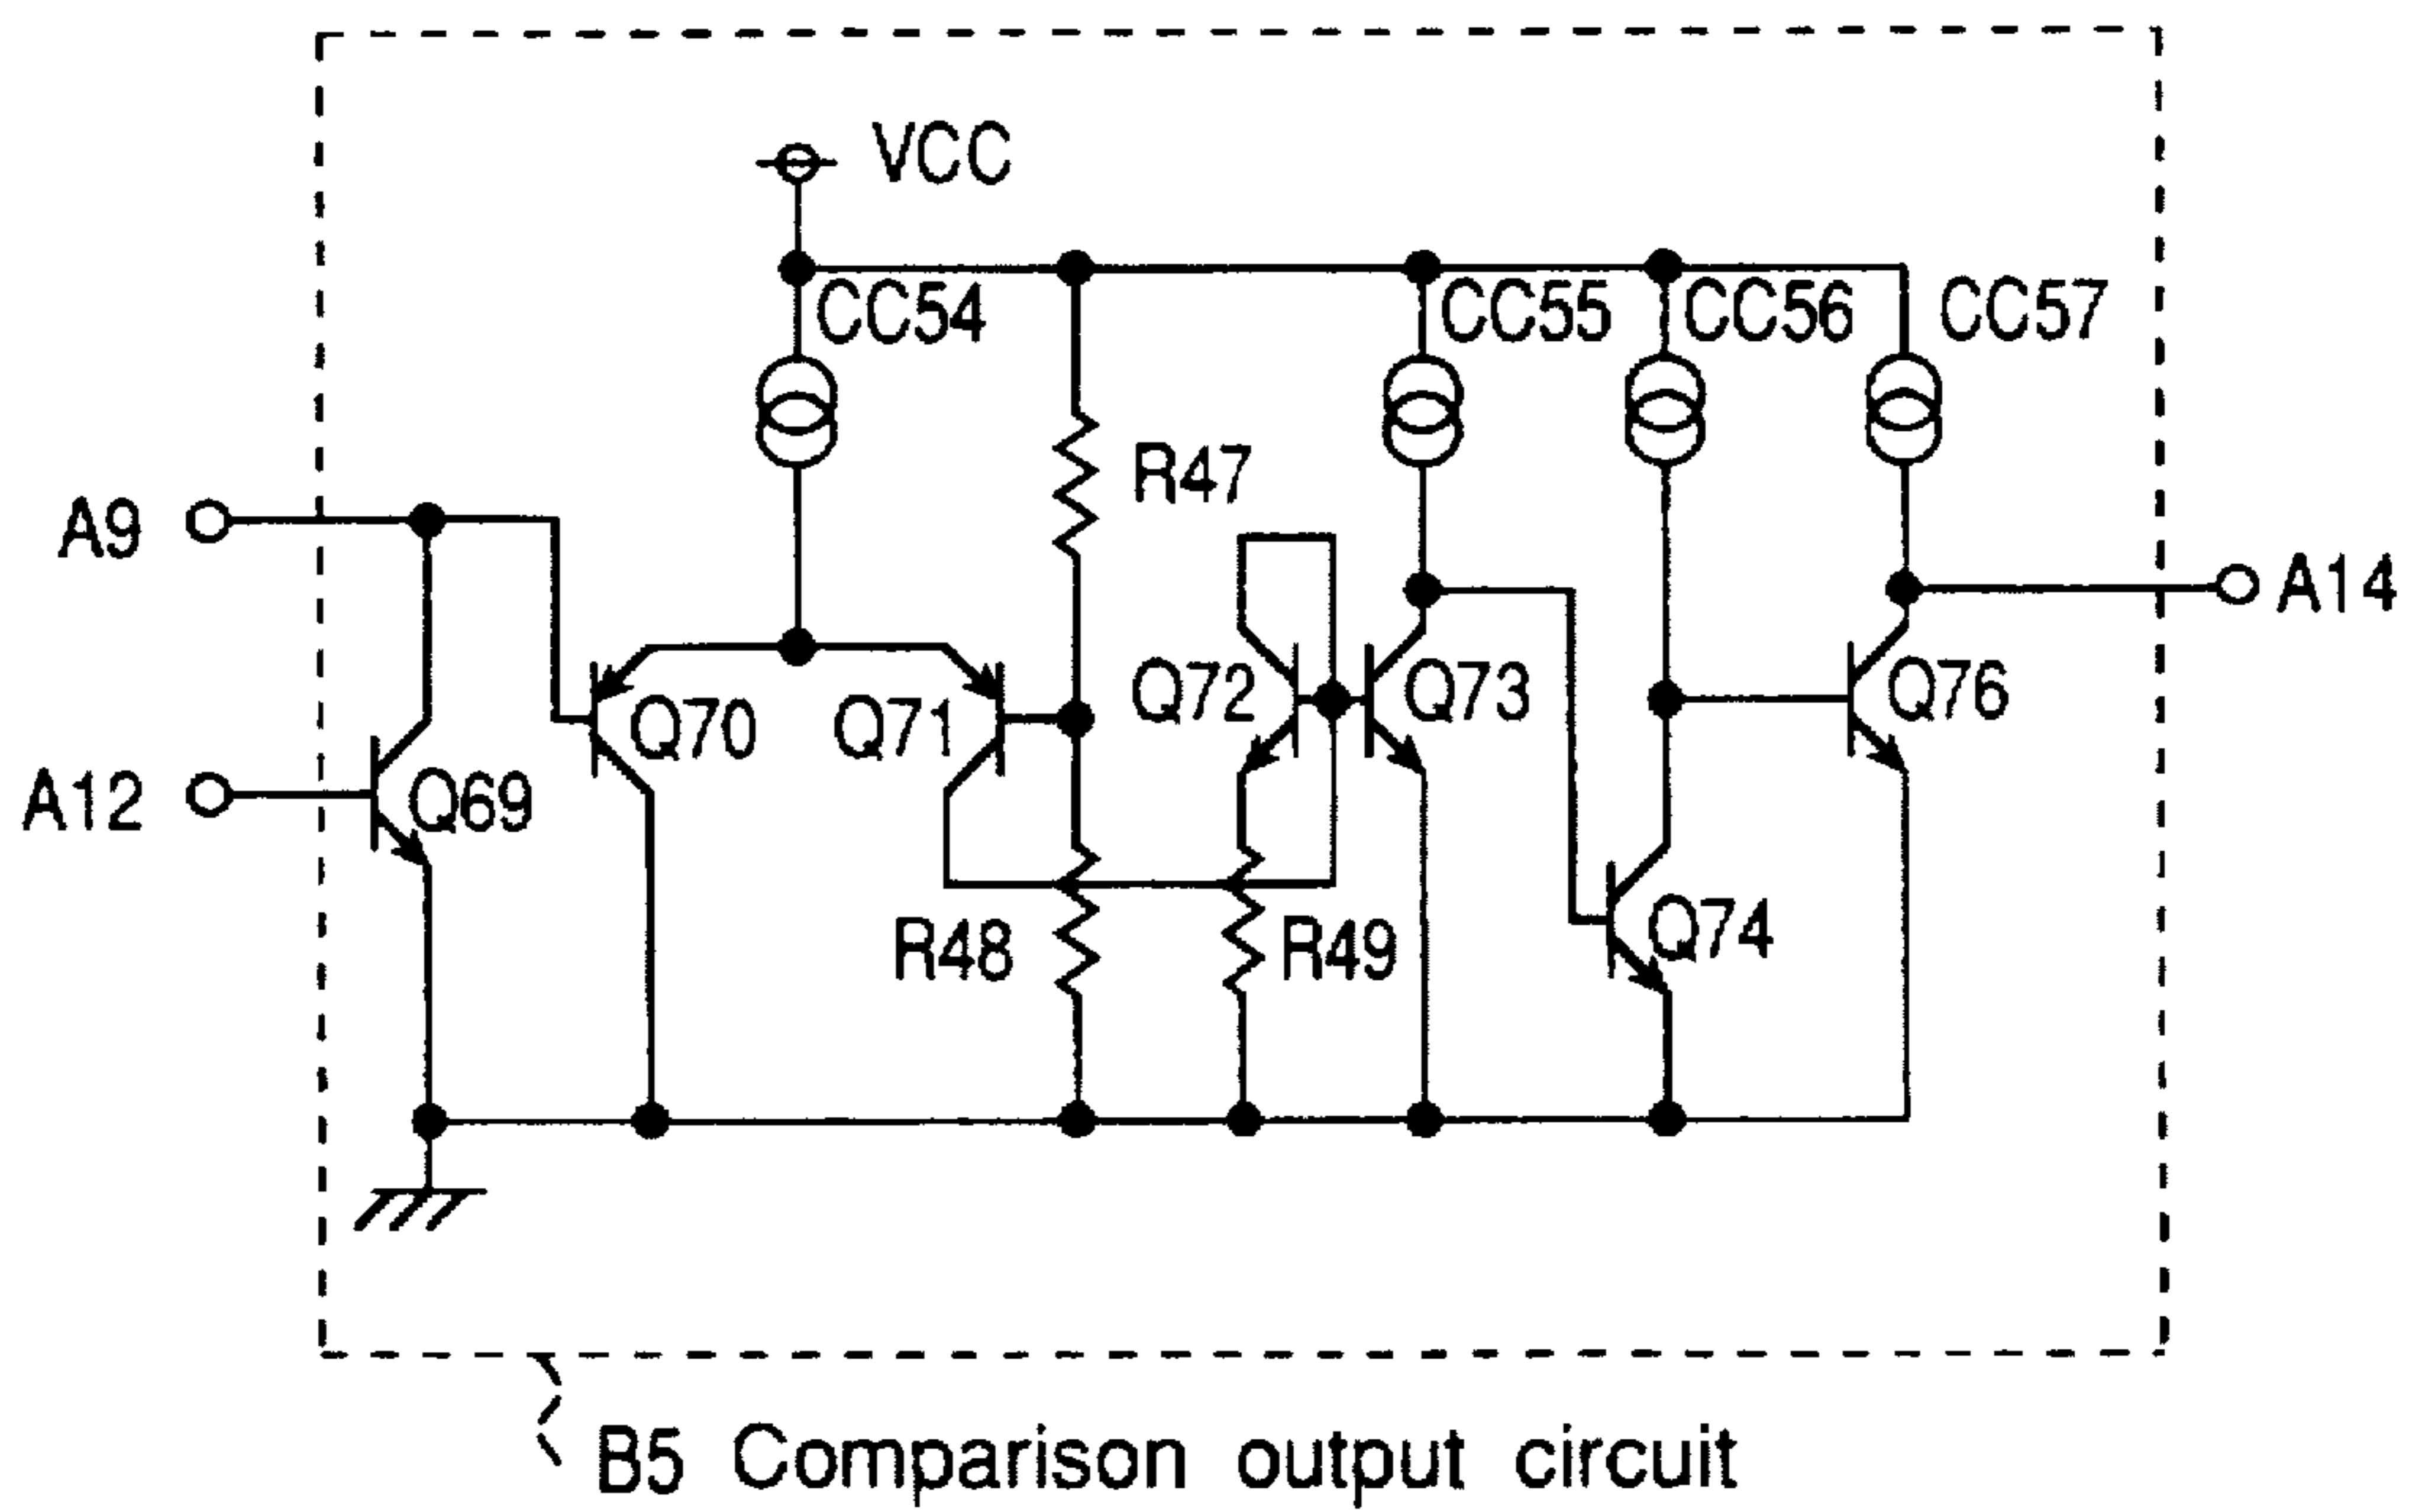 VCC
CC54
CC55
CC56
CC57
R47
A9
A14
Q72
Q73
Q76
Q70
Q71
A12
Q69
R48
R49
Q74
B5 Comparison output circuit